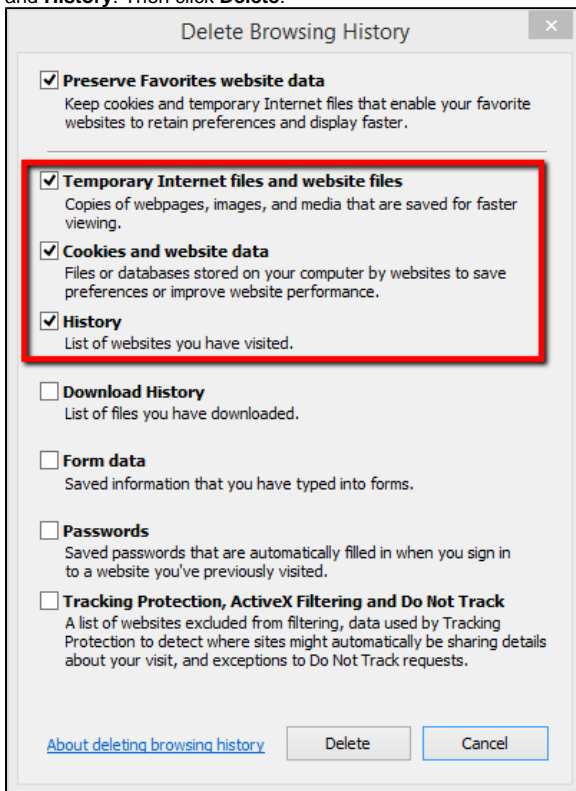 and History. Then click Delete.
Delete Browsing History
Preserve Favorites website data
Keep cookies and temporary Internet files that enable your favorite
websites to retain preferences and display faster.
Temporary Internet files and website files
Copies of webpages, images, and media that are saved for faster
viewing.
Cookies and website data
Files or databases stored on your computer by websites to save
preferences or improve website performance.
History
List of websites you have visited.
Download History
List of files you have downloaded.
Form data
Saved information that you have typed into forms.
Passwords
Saved passwords that are automatically filled in when you sign in
to a website you've previously visited.
Tracking Protection, ActiveX Filtering and Do Not Track
A list of websites excluded from filtering, data used by Tracking
Protection to detect where sites might automatically be sharing details
about your visit, and exceptions to Do Not Track requests.
About deleting browsing history Delete Cancel